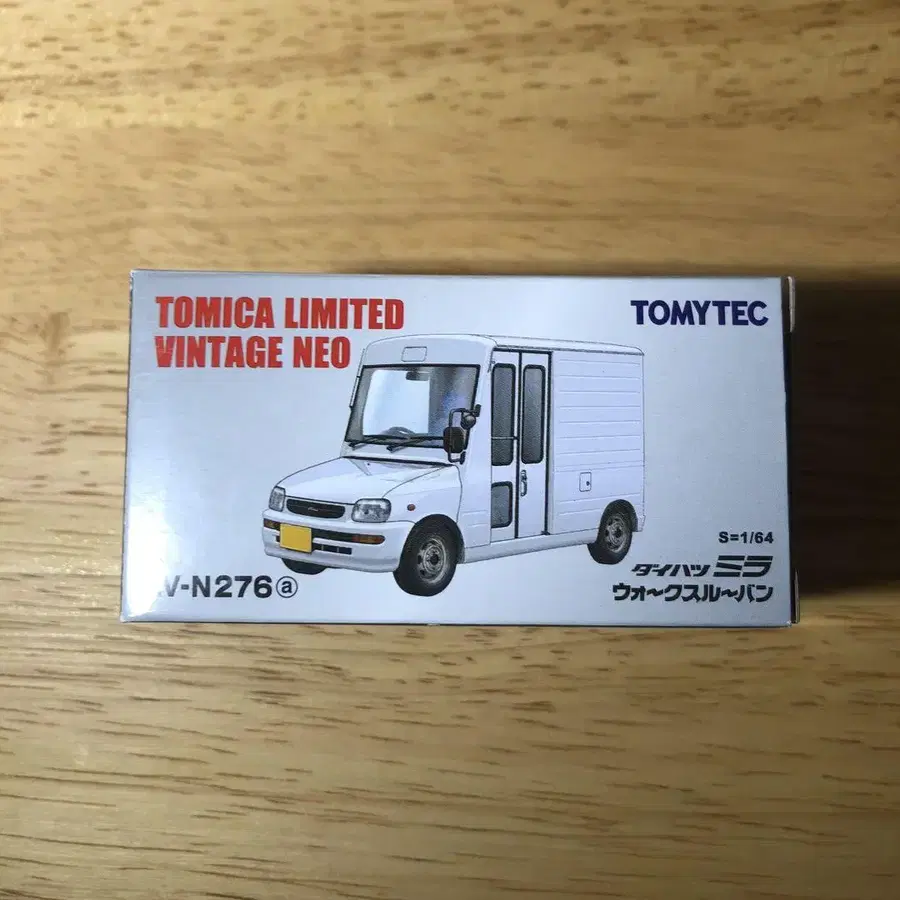 TOMICA LIMITED
VINTAGE NEO
TOMYTEC
S=1/64
ダイハツ ミラ
ウォ〜クスル〜バン
V-N276ⓐ